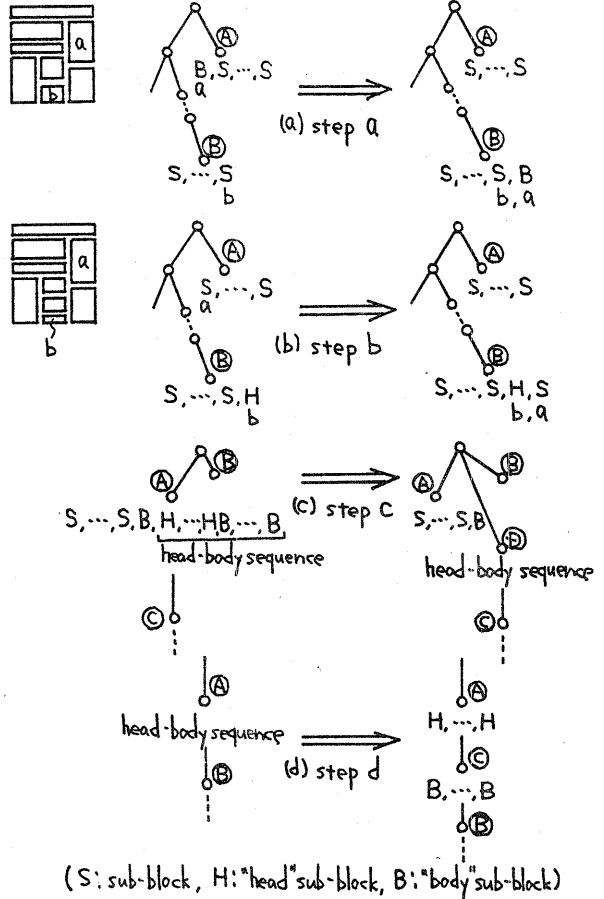 a
b
A
B, S, ..., S
a
B
S, ..., S
b
(a) step a
A
S, ..., S
B
S, ..., S, B
b, a
a
b
A
S, ..., S
a
B
S, ..., S, H
b
(b) step b
A
S, ..., S
B
S, ..., S, H, S
b, a
A
B
S, ..., S, B, H, ..., H B, ..., B
head-body sequence
C
(c) step c
A
B
S, ..., S, B
D
head-body sequence
C
A
head-body sequence
B
(d) step d
A
H, ..., H
C
B, ..., B
B
(S: sub-block, H: "head" sub-block, B: "body" sub-block)